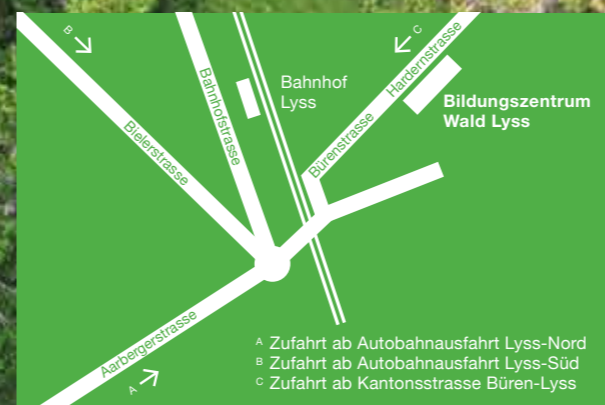 B
C
Hardernstrasse
Bahnhofstrasse
Bahnhof
Lyss
Bildungszentrum
Wald Lyss
Bielerstrasse
Bürenstrasse
Aarbergerstrasse
A
A Zufahrt ab Autobahnausfahrt Lyss-Nord
B Zufahrt ab Autobahnausfahrt Lyss-Süd
C Zufahrt ab Kantonsstrasse Büren-Lyss